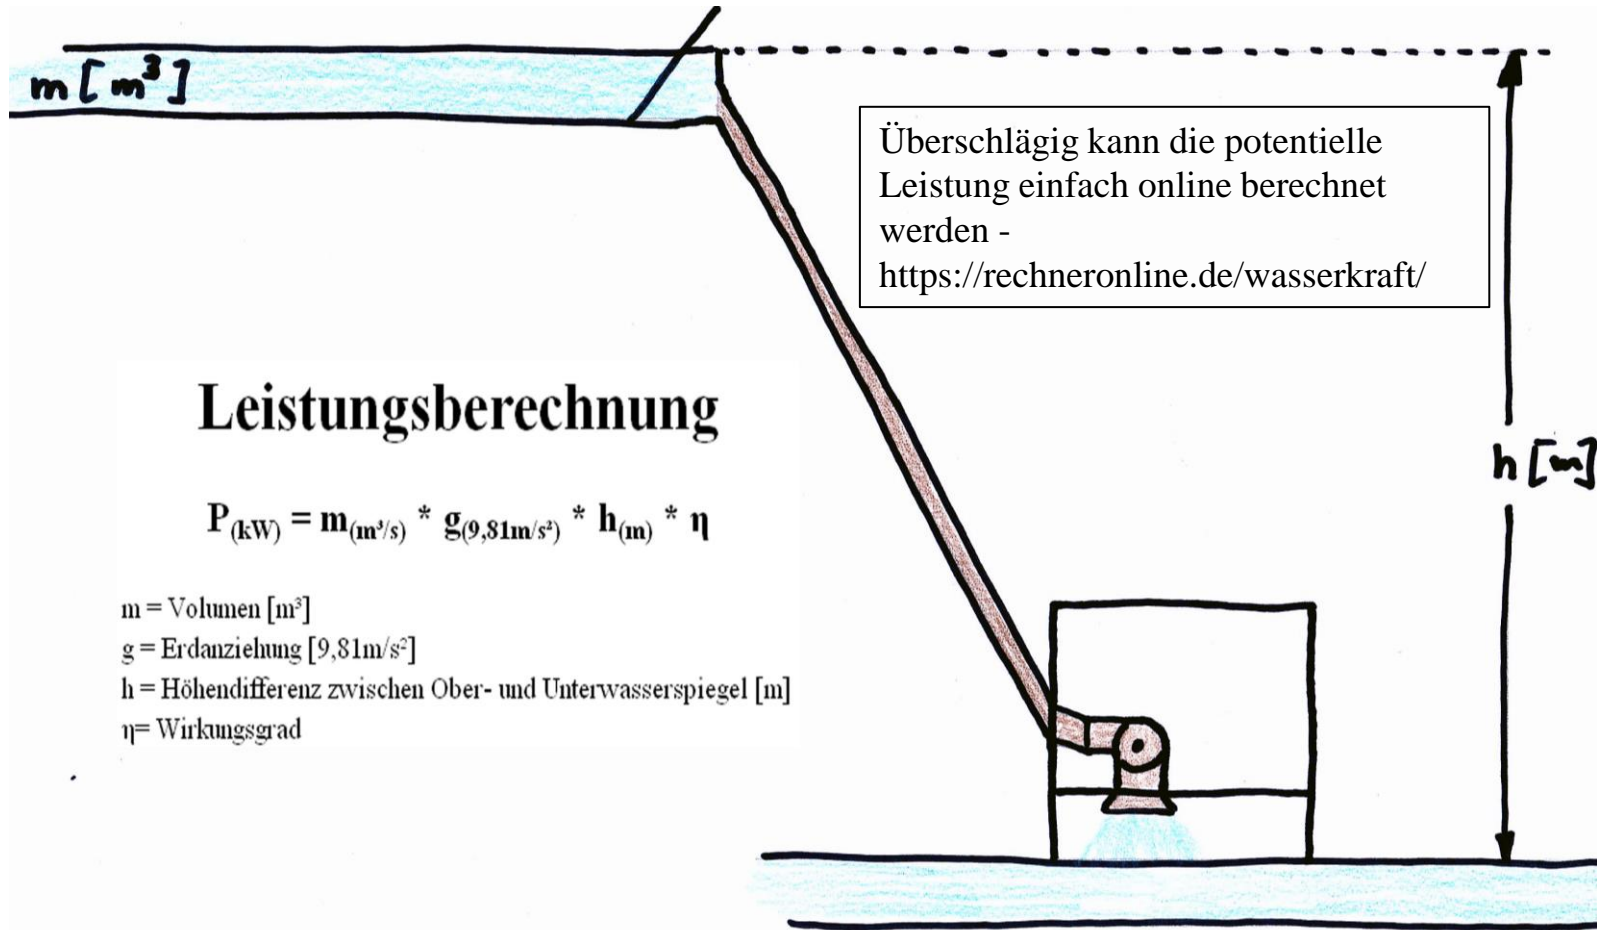 m [ m³ ]
Überschlägig kann die potentielle
Leistung einfach online berechnet
werden -
https://rechneronline.de/wasserkraft/
Leistungsberechnung
h [m]
P(kW) = m(m³/s) * g(9,81m/s²) * h(m) * η
m = Volumen [m³]
g = Erdanziehung [9,81m/s²]
h = Höhendifferenz zwischen Ober- und Unterwasserspiegel [m]
η= Wirkungsgrad